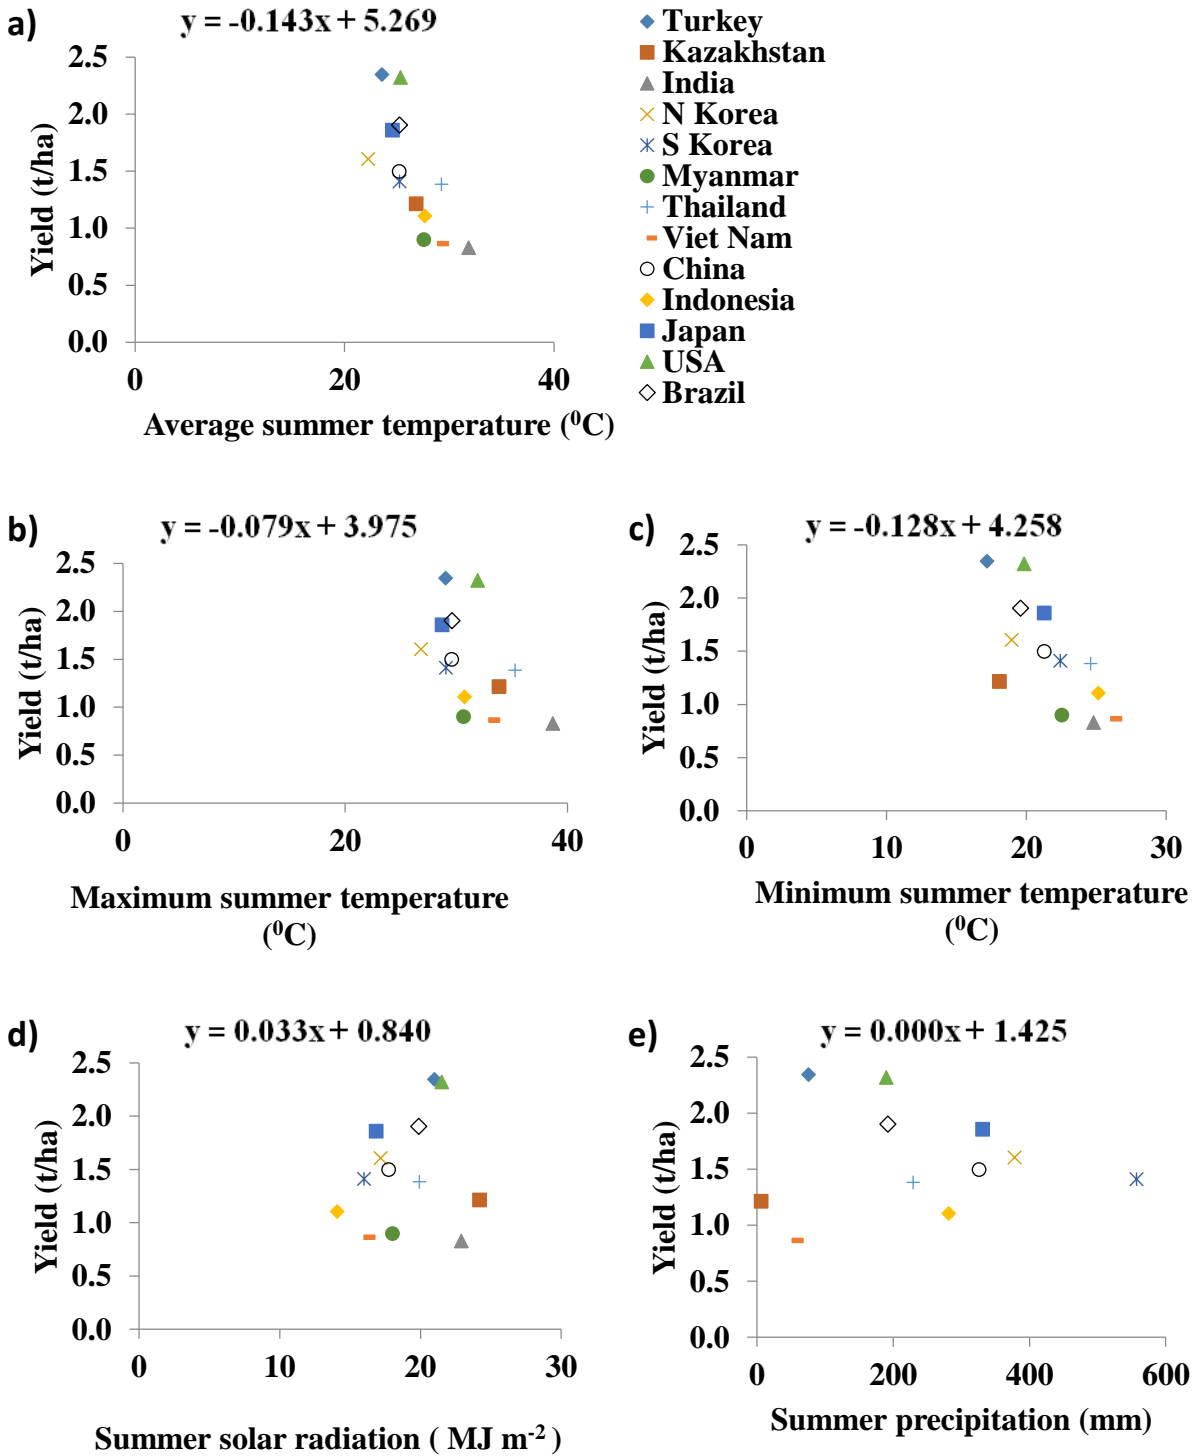 a)
y = -0.143x + 5.269
2.5
2.0
1.5
1.0
0.5
0.0
Yield (t/ha)
0 20 40
Average summer temperature (⁰C)
Turkey
Kazakhstan
India
N Korea
S Korea
Myanmar
Thailand
Viet Nam
China
Indonesia
Japan
USA
Brazil
b)
y = -0.079x + 3.975
2.5
2.0
1.5
1.0
0.5
0.0
Yield (t/ha)
0 20 40
Maximum summer temperature
(⁰C)
c)
y = -0.128x + 4.258
2.5
2.0
1.5
1.0
0.5
0.0
Yield (t/ha)
0 10 20 30
Minimum summer temperature
(⁰C)
d)
y = 0.033x + 0.840
2.5
2.0
1.5
1.0
0.5
0.0
Yield (t/ha)
0 10 20 30
Summer solar radiation ( MJ m⁻² )
e)
y = 0.000x + 1.425
2.5
2.0
1.5
1.0
0.5
0.0
Yield (t/ha)
0 200 400 600
Summer precipitation (mm)